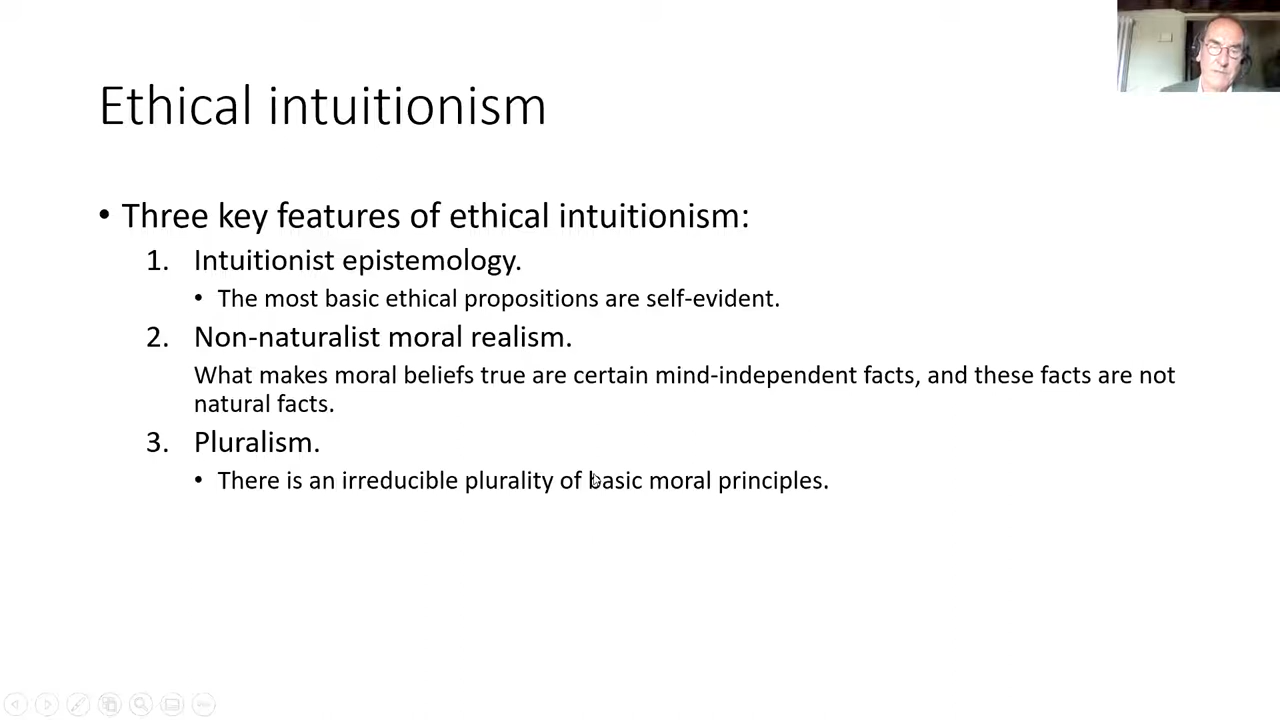 Ethical intuitionism
• Three key features of ethical intuitionism:
1. Intuitionist epistemology.
• The most basic ethical propositions are self-evident.
2. Non-naturalist moral realism.
What makes moral beliefs true are certain mind-independent facts, and these facts are not
natural facts.
3. Pluralism.
• There is an irreducible plurality of basic moral principles.